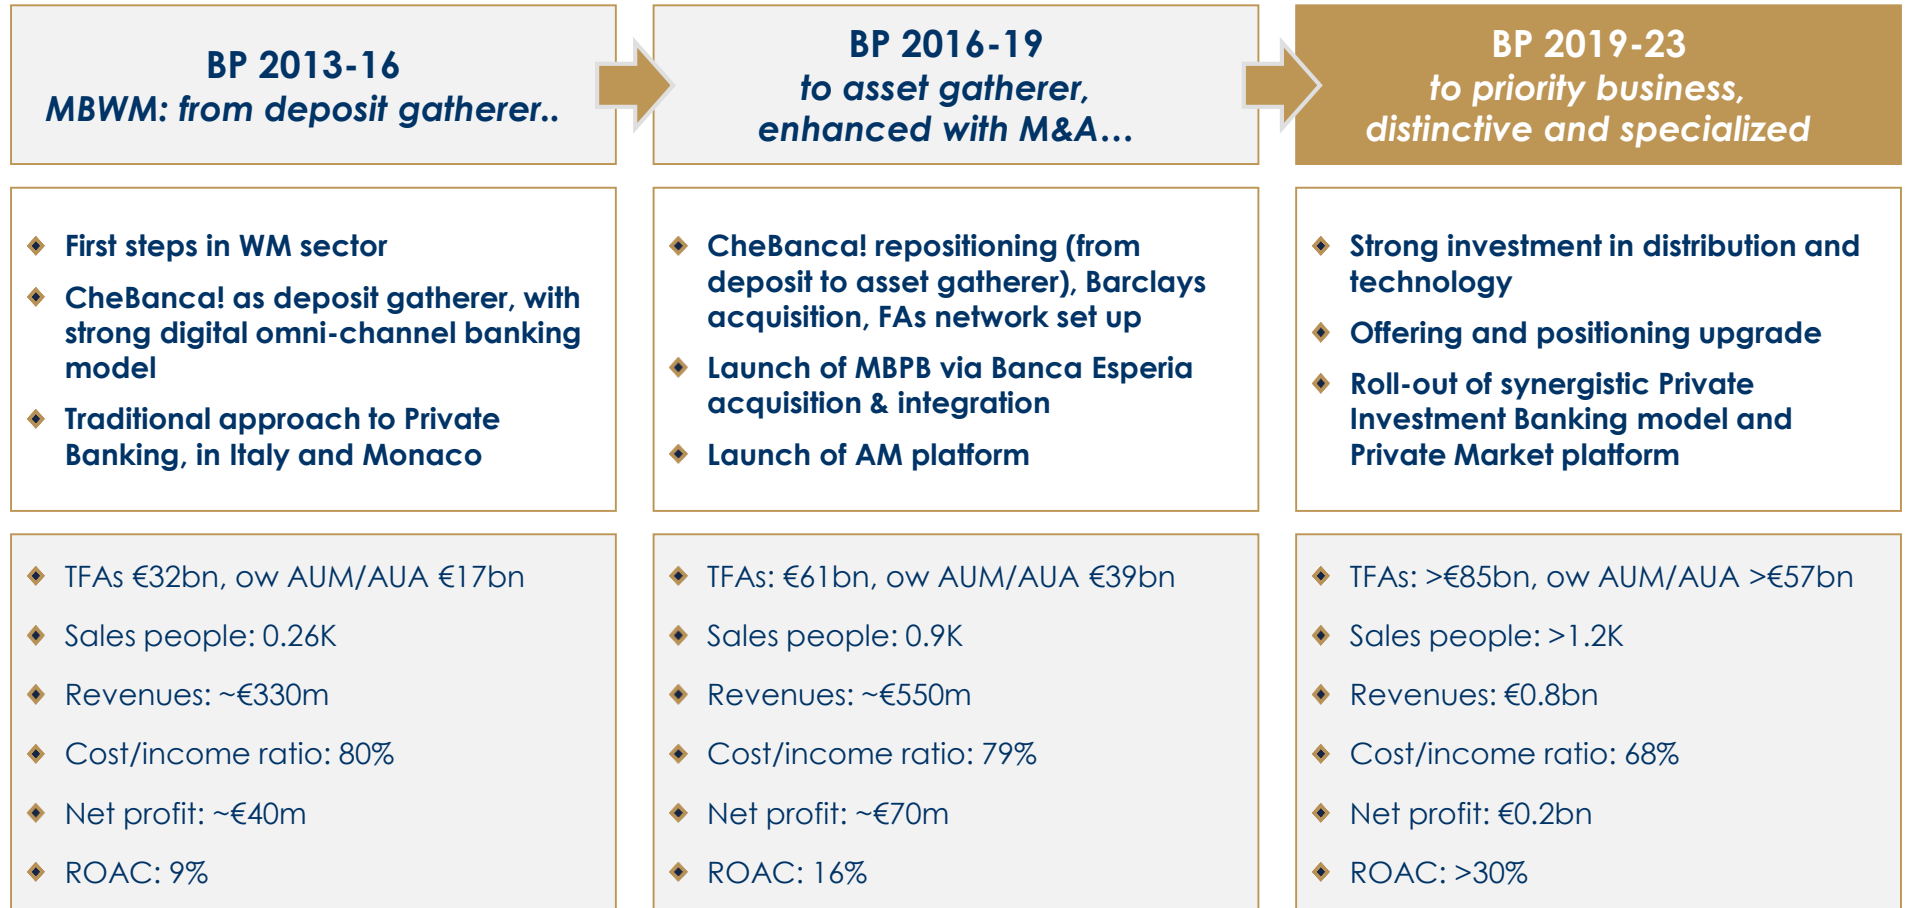 BP 2013-16
MBWM: from deposit gatherer..
BP 2016-19
to asset gatherer,
enhanced with M&A...
BP 2019-23
to priority business,
distinctive and specialized
First steps in WM sector
CheBanca! as deposit gatherer, with
strong digital omni-channel banking
model
Traditional approach to Private
Banking, in Italy and Monaco
CheBanca! repositioning (from
deposit to asset gatherer), Barclays
acquisition, FAs network set up
Launch of MBPB via Banca Esperia
acquisition & integration
Launch of AM platform
Strong investment in distribution and
technology
Offering and positioning upgrade
Roll-out of synergistic Private
Investment Banking model and
Private Market platform
TFAs €32bn, ow AUM/AUA €17bn
Sales people: 0.26K
Revenues: ~€330m
Cost/income ratio: 80%
Net profit: ~€40m
ROAC: 9%
TFAs: €61bn, ow AUM/AUA €39bn
Sales people: 0.9K
Revenues: ~€550m
Cost/income ratio: 79%
Net profit: ~€70m
ROAC: 16%
TFAs: >€85bn, ow AUM/AUA >€57bn
Sales people: >1.2K
Revenues: €0.8bn
Cost/income ratio: 68%
Net profit: €0.2bn
ROAC: >30%